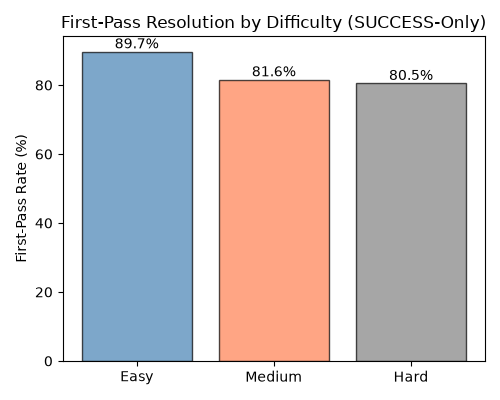 First-Pass Resolution by Difficulty (SUCCESS-Only)
89.7%
81.6%
80.5%
First-Pass Rate (%)
80
60
40
20
0
Easy
Medium
Hard